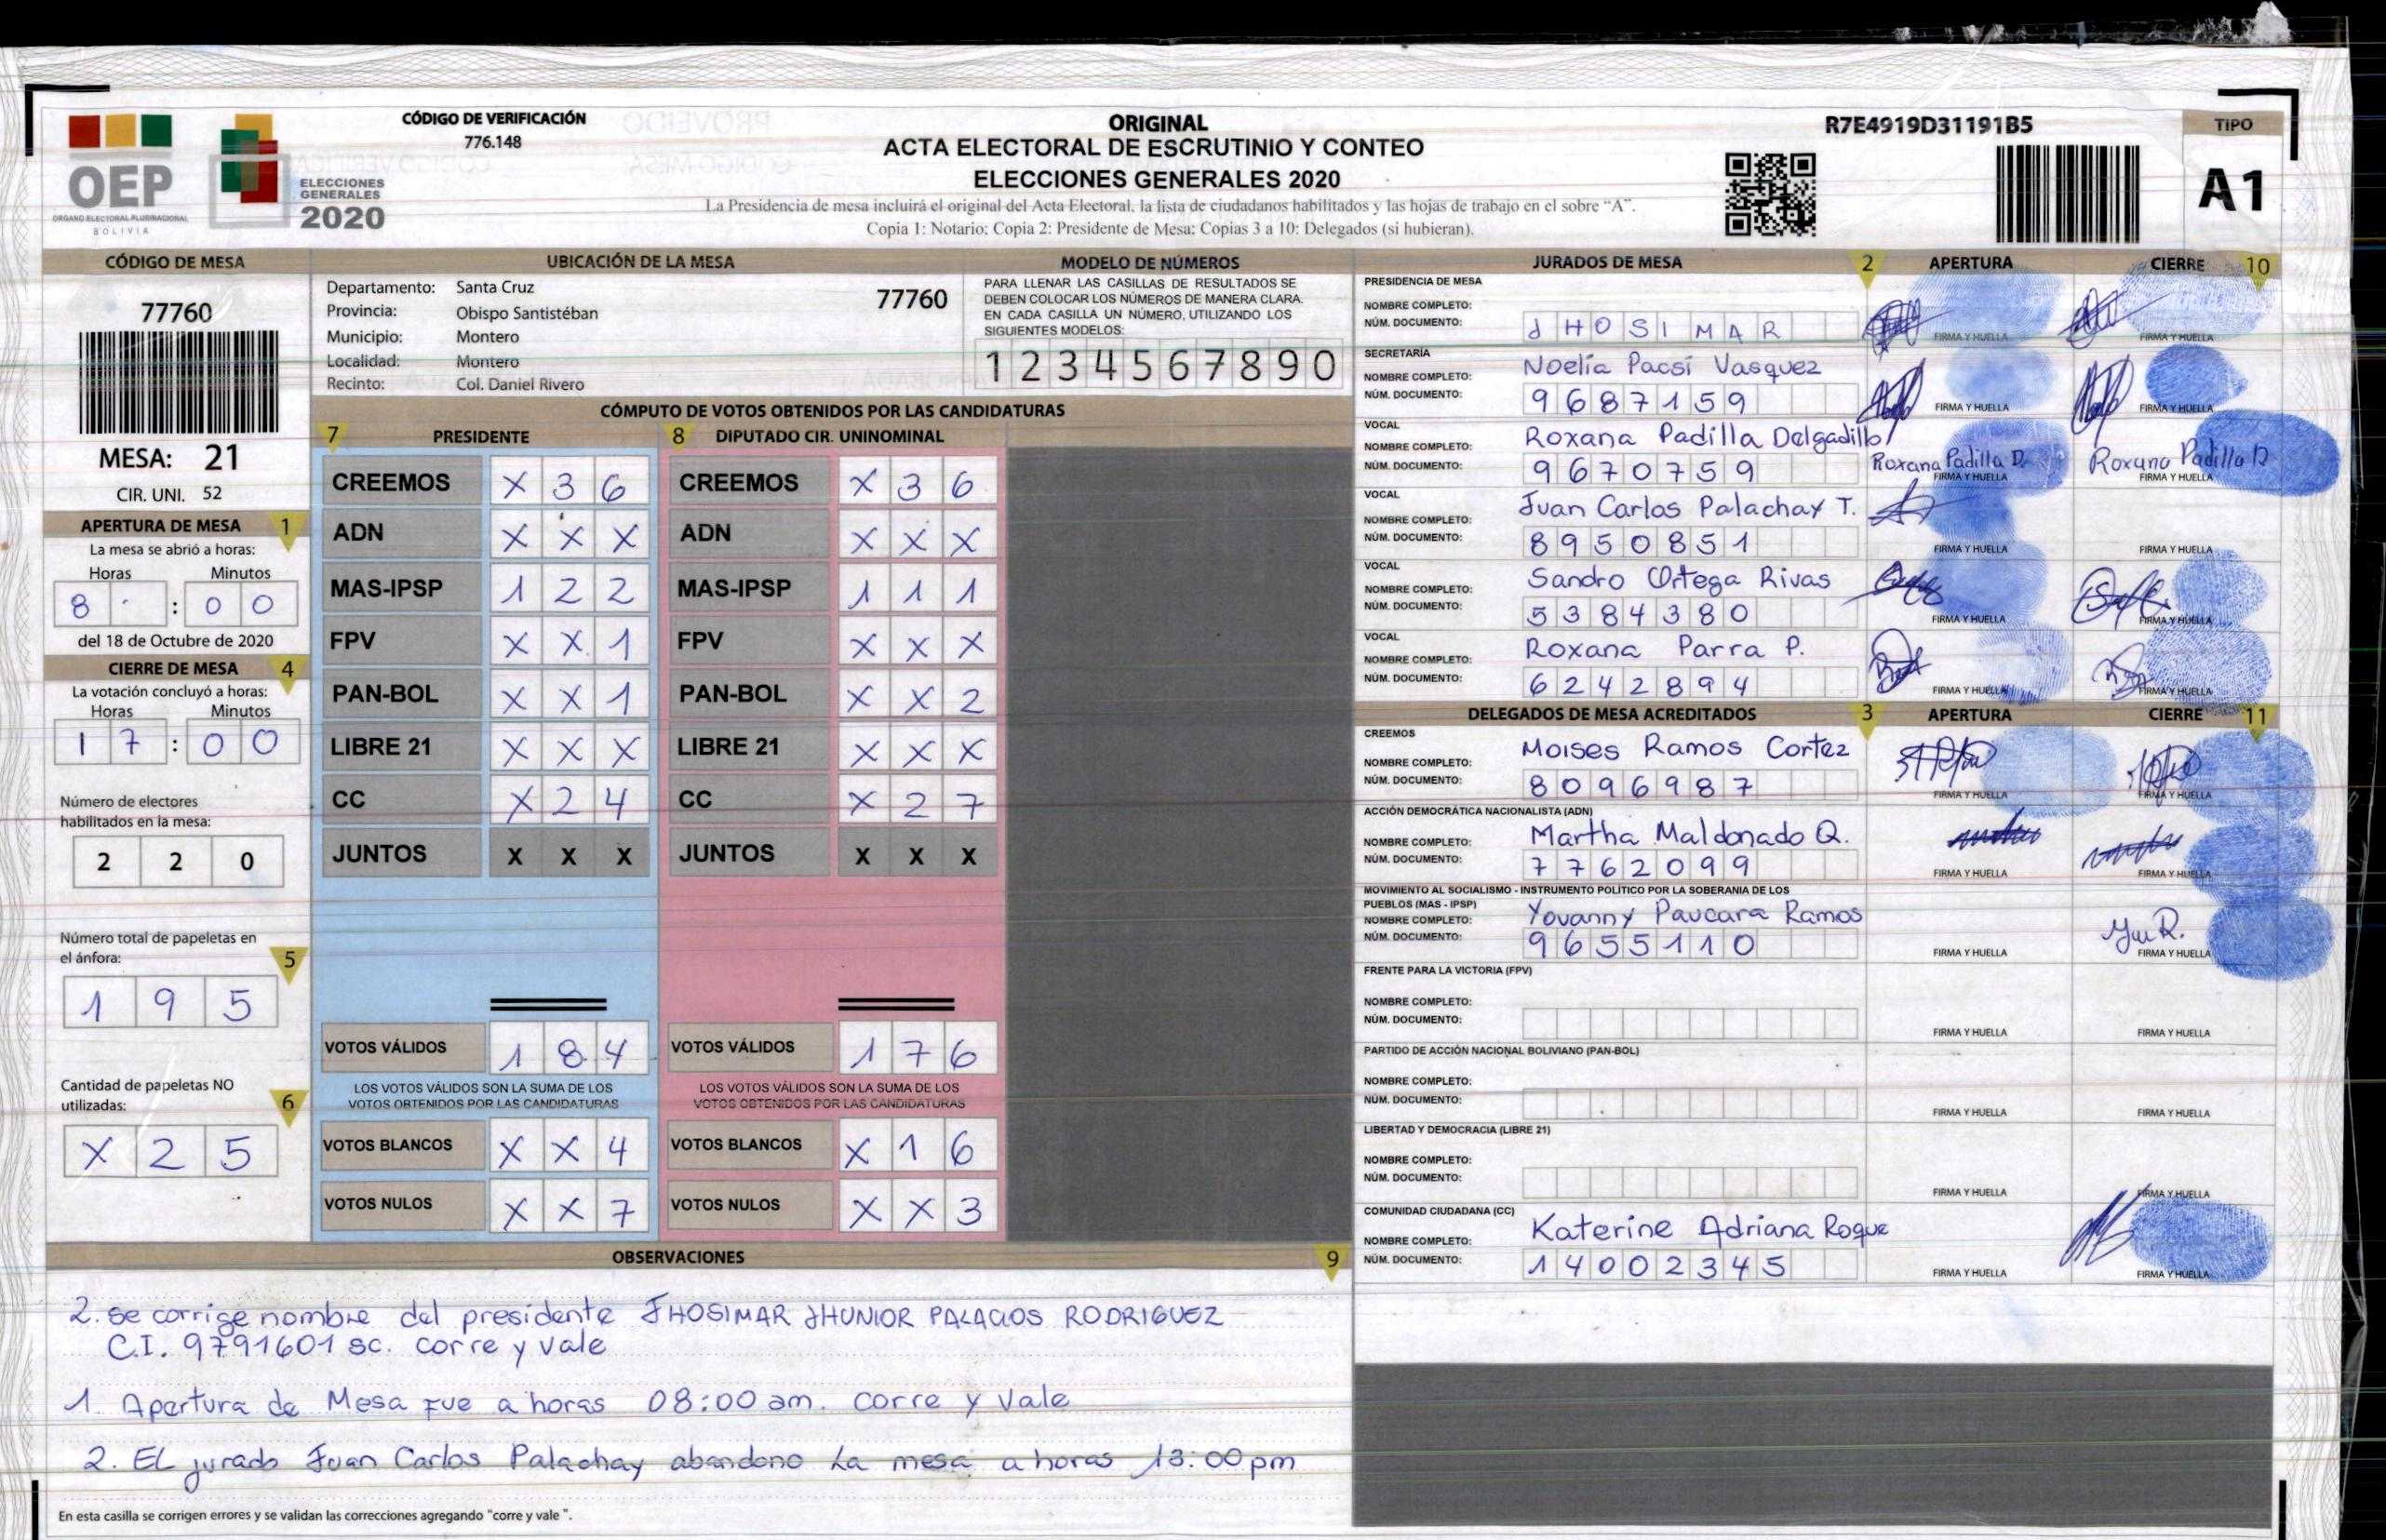 CÓDIGO DE VERIFICACIÓN
776.148
ORIGINAL
ACTA ELECTORAL DE ESCRUTINIO Y CONTEO
ELECCIONES GENERALES 2020
La Presidencia de mesa incluirá el original del Acta Electoral, la lista de ciudadanos habilitados y las hojas de trabajo en el sobre "A".
Copia 1: Notario; Copia 2: Presidente de Mesa; Copias 3 a 10: Delegados (si hubieran).
R7E4919D31191B5
TIPO
A1
OEP
ORGANO ELECTORAL PLURINACIONAL
BOLIVIA
ELECCIONES
GENERALES
2020
CÓDIGO DE MESA
77760
MESA: 21
CIR. UNI. 52
APERTURA DE MESA 1
La mesa se abrió a horas:
Horas Minutos
8 : 0 0
del 18 de Octubre de 2020
CIERRE DE MESA 4
La votación concluyó a horas:
Horas Minutos
1 7 : 0 0
Número de electores
habilitados en la mesa:
2 2 0
Número total de papeletas en
el ánfora: 5
1 9 5
Cantidad de papeletas NO
utilizadas: 6
X 2 5
UBICACIÓN DE LA MESA
Departamento: Santa Cruz
Provincia: Obispo Santistéban
Municipio: Montero
Localidad: Montero
Recinto: Col. Daniel Rivero
77760
MODELO DE NÚMEROS
PARA LLENAR LAS CASILLAS DE RESULTADOS SE
DEBEN COLOCAR LOS NÚMEROS DE MANERA CLARA.
EN CADA CASILLA UN NÚMERO, UTILIZANDO LOS
SIGUIENTES MODELOS:
1 2 3 4 5 6 7 8 9 0
CÓMPUTO DE VOTOS OBTENIDOS POR LAS CANDIDATURAS
7 PRESIDENTE
CREEMOS X 3 6
ADN X X X
MAS-IPSP 1 2 2
FPV X X 1
PAN-BOL X X 1
LIBRE 21 X X X
CC X 2 4
JUNTOS X X X
VOTOS VÁLIDOS 1 8 4
LOS VOTOS VÁLIDOS SON LA SUMA DE LOS
VOTOS OBTENIDOS POR LAS CANDIDATURAS
VOTOS BLANCOS X X 4
VOTOS NULOS X X 7
8 DIPUTADO CIR. UNINOMINAL
CREEMOS X 3 6
ADN X X X
MAS-IPSP 1 1 1
FPV X X X
PAN-BOL X X 2
LIBRE 21 X X X
CC X 2 7
JUNTOS X X X
VOTOS VÁLIDOS 1 7 6
LOS VOTOS VÁLIDOS SON LA SUMA DE LOS
VOTOS OBTENIDOS POR LAS CANDIDATURAS
VOTOS BLANCOS X 1 6
VOTOS NULOS X X 3
JURADOS DE MESA 2 APERTURA CIERRE 10
PRESIDENCIA DE MESA
NOMBRE COMPLETO:
NÚM. DOCUMENTO: J H O S I M A R
FIRMA Y HUELLA FIRMA Y HUELLA
SECRETARÍA
NOMBRE COMPLETO: Noelia Pacsi Vasquez
NÚM. DOCUMENTO: 9 6 8 7 1 5 9
FIRMA Y HUELLA FIRMA Y HUELLA
VOCAL
NOMBRE COMPLETO: Roxana Padilla Delgadillo
NÚM. DOCUMENTO: 9 6 7 0 7 5 9
Roxana Padilla D. Roxana Padilla D
FIRMA Y HUELLA FIRMA Y HUELLA
VOCAL
NOMBRE COMPLETO: Juan Carlos Palachay T.
NÚM. DOCUMENTO: 8 9 5 0 8 5 1
FIRMA Y HUELLA FIRMA Y HUELLA
VOCAL
NOMBRE COMPLETO: Sandro Ortega Rivas
NÚM. DOCUMENTO: 5 3 8 4 3 8 0
FIRMA Y HUELLA FIRMA Y HUELLA
VOCAL
NOMBRE COMPLETO: Roxana Parra P.
NÚM. DOCUMENTO: 6 2 4 2 8 9 4
FIRMA Y HUELLA FIRMA Y HUELLA
DELEGADOS DE MESA ACREDITADOS 3 APERTURA CIERRE 11
CREEMOS
NOMBRE COMPLETO: Moises Ramos Cortez
NÚM. DOCUMENTO: 8 0 9 6 9 8 7
FIRMA Y HUELLA FIRMA Y HUELLA
ACCIÓN DEMOCRÁTICA NACIONALISTA (ADN)
NOMBRE COMPLETO: Martha Maldonado Q.
NÚM. DOCUMENTO: 7 7 6 2 0 9 9
FIRMA Y HUELLA FIRMA Y HUELLA
MOVIMIENTO AL SOCIALISMO - INSTRUMENTO POLÍTICO POR LA SOBERANIA DE LOS
PUEBLOS (MAS - IPSP)
NOMBRE COMPLETO: Yovanny Paucara Ramos
NÚM. DOCUMENTO: 9 6 5 5 1 1 0
FIRMA Y HUELLA FIRMA Y HUELLA
FRENTE PARA LA VICTORIA (FPV)
NOMBRE COMPLETO:
NÚM. DOCUMENTO:
FIRMA Y HUELLA FIRMA Y HUELLA
PARTIDO DE ACCIÓN NACIONAL BOLIVIANO (PAN-BOL)
NOMBRE COMPLETO:
NÚM. DOCUMENTO:
FIRMA Y HUELLA FIRMA Y HUELLA
LIBERTAD Y DEMOCRACIA (LIBRE 21)
NOMBRE COMPLETO:
NÚM. DOCUMENTO:
FIRMA Y HUELLA FIRMA Y HUELLA
COMUNIDAD CIUDADANA (CC)
NOMBRE COMPLETO: Katerine Adriana Roque
NÚM. DOCUMENTO: 1 4 0 0 2 3 4 5
FIRMA Y HUELLA FIRMA Y HUELLA
OBSERVACIONES 9
2. se corrige nombre del presidente JHOSIMAR JHUNIOR PALACIOS RODRIGUEZ
C.I. 9791601 sc. corre y vale
1. Apertura de Mesa fue a horas 08:00 am. corre y vale
2. EL jurado Juan Carlos Palachay abandono La mesa a horas 13:00 pm
En esta casilla se corrigen errores y se validan las correcciones agregando "corre y vale".